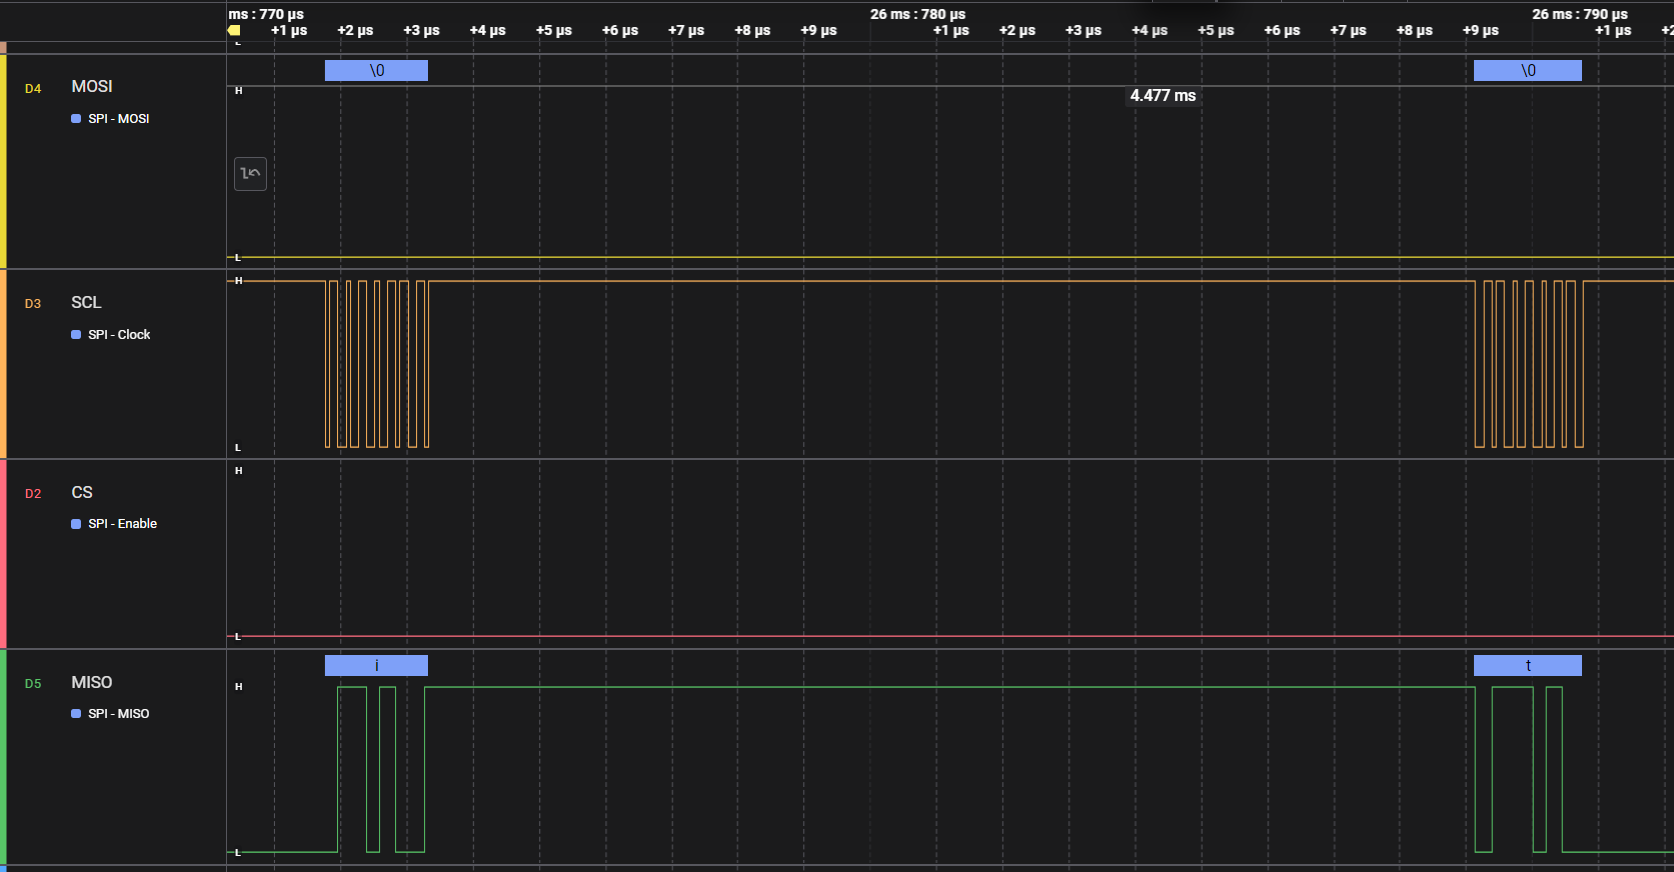 ms : 770 µs 26 ms : 780 µs 26 ms : 790 µs
+1 µs +2 µs +3 µs +4 µs +5 µs +6 µs +7 µs +8 µs +9 µs +1 µs +2 µs +3 µs +4 µs +5 µs +6 µs +7 µs +8 µs +9 µs +1 µs +2
L
\0 \0
D4 MOSI H
4.477 ms
SPI - MOSI
L
H
D3 SCL
SPI - Clock
L
H
D2 CS
SPI - Enable
L
i t
D5 MISO H
SPI - MISO
L